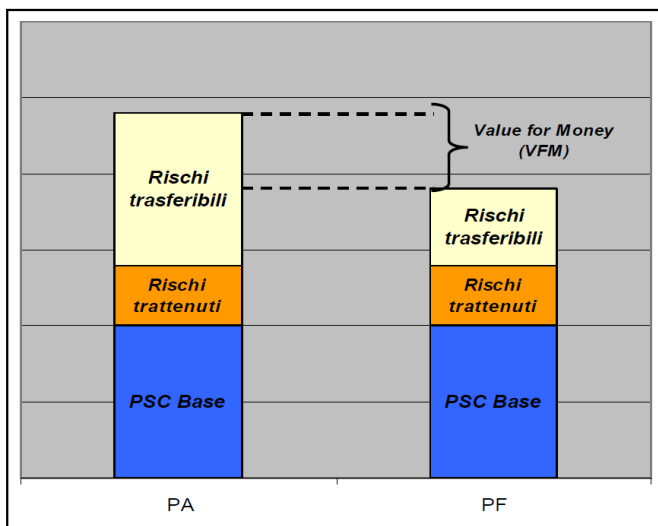 Value for Money
(VFM)
Rischi
trasferibili
Rischi
trasferibili
Rischi
trattenuti
Rischi
trattenuti
PSC Base
PSC Base
PA
PF